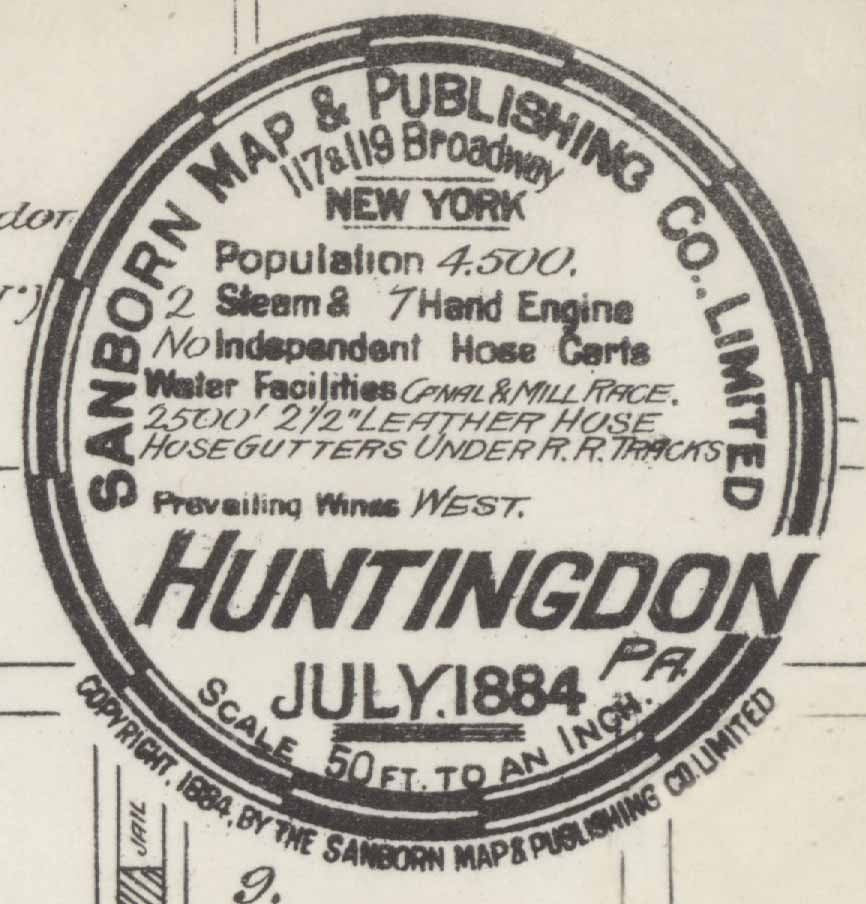 SANBORN MAP & PUBLISHING CO., LIMITED
117 & 119 Broadway
NEW YORK
Population 4.500.
2 Steam & 1 Hand Engine
No Independent Hose Carts
Water Facilities CANAL & MILL RACE.
2500' 2 1/2" LEATHER HOSE
HOSE GUTTERS UNDER R.R. TRACKS
Prevailing Winds WEST.
HUNTINGDON
PA.
JULY. 1884
SCALE 50 FT. TO AN INCH.
COPYRIGHT, 1884, BY THE SANBORN MAP & PUBLISHING CO. LIMITED
JAIL
9.